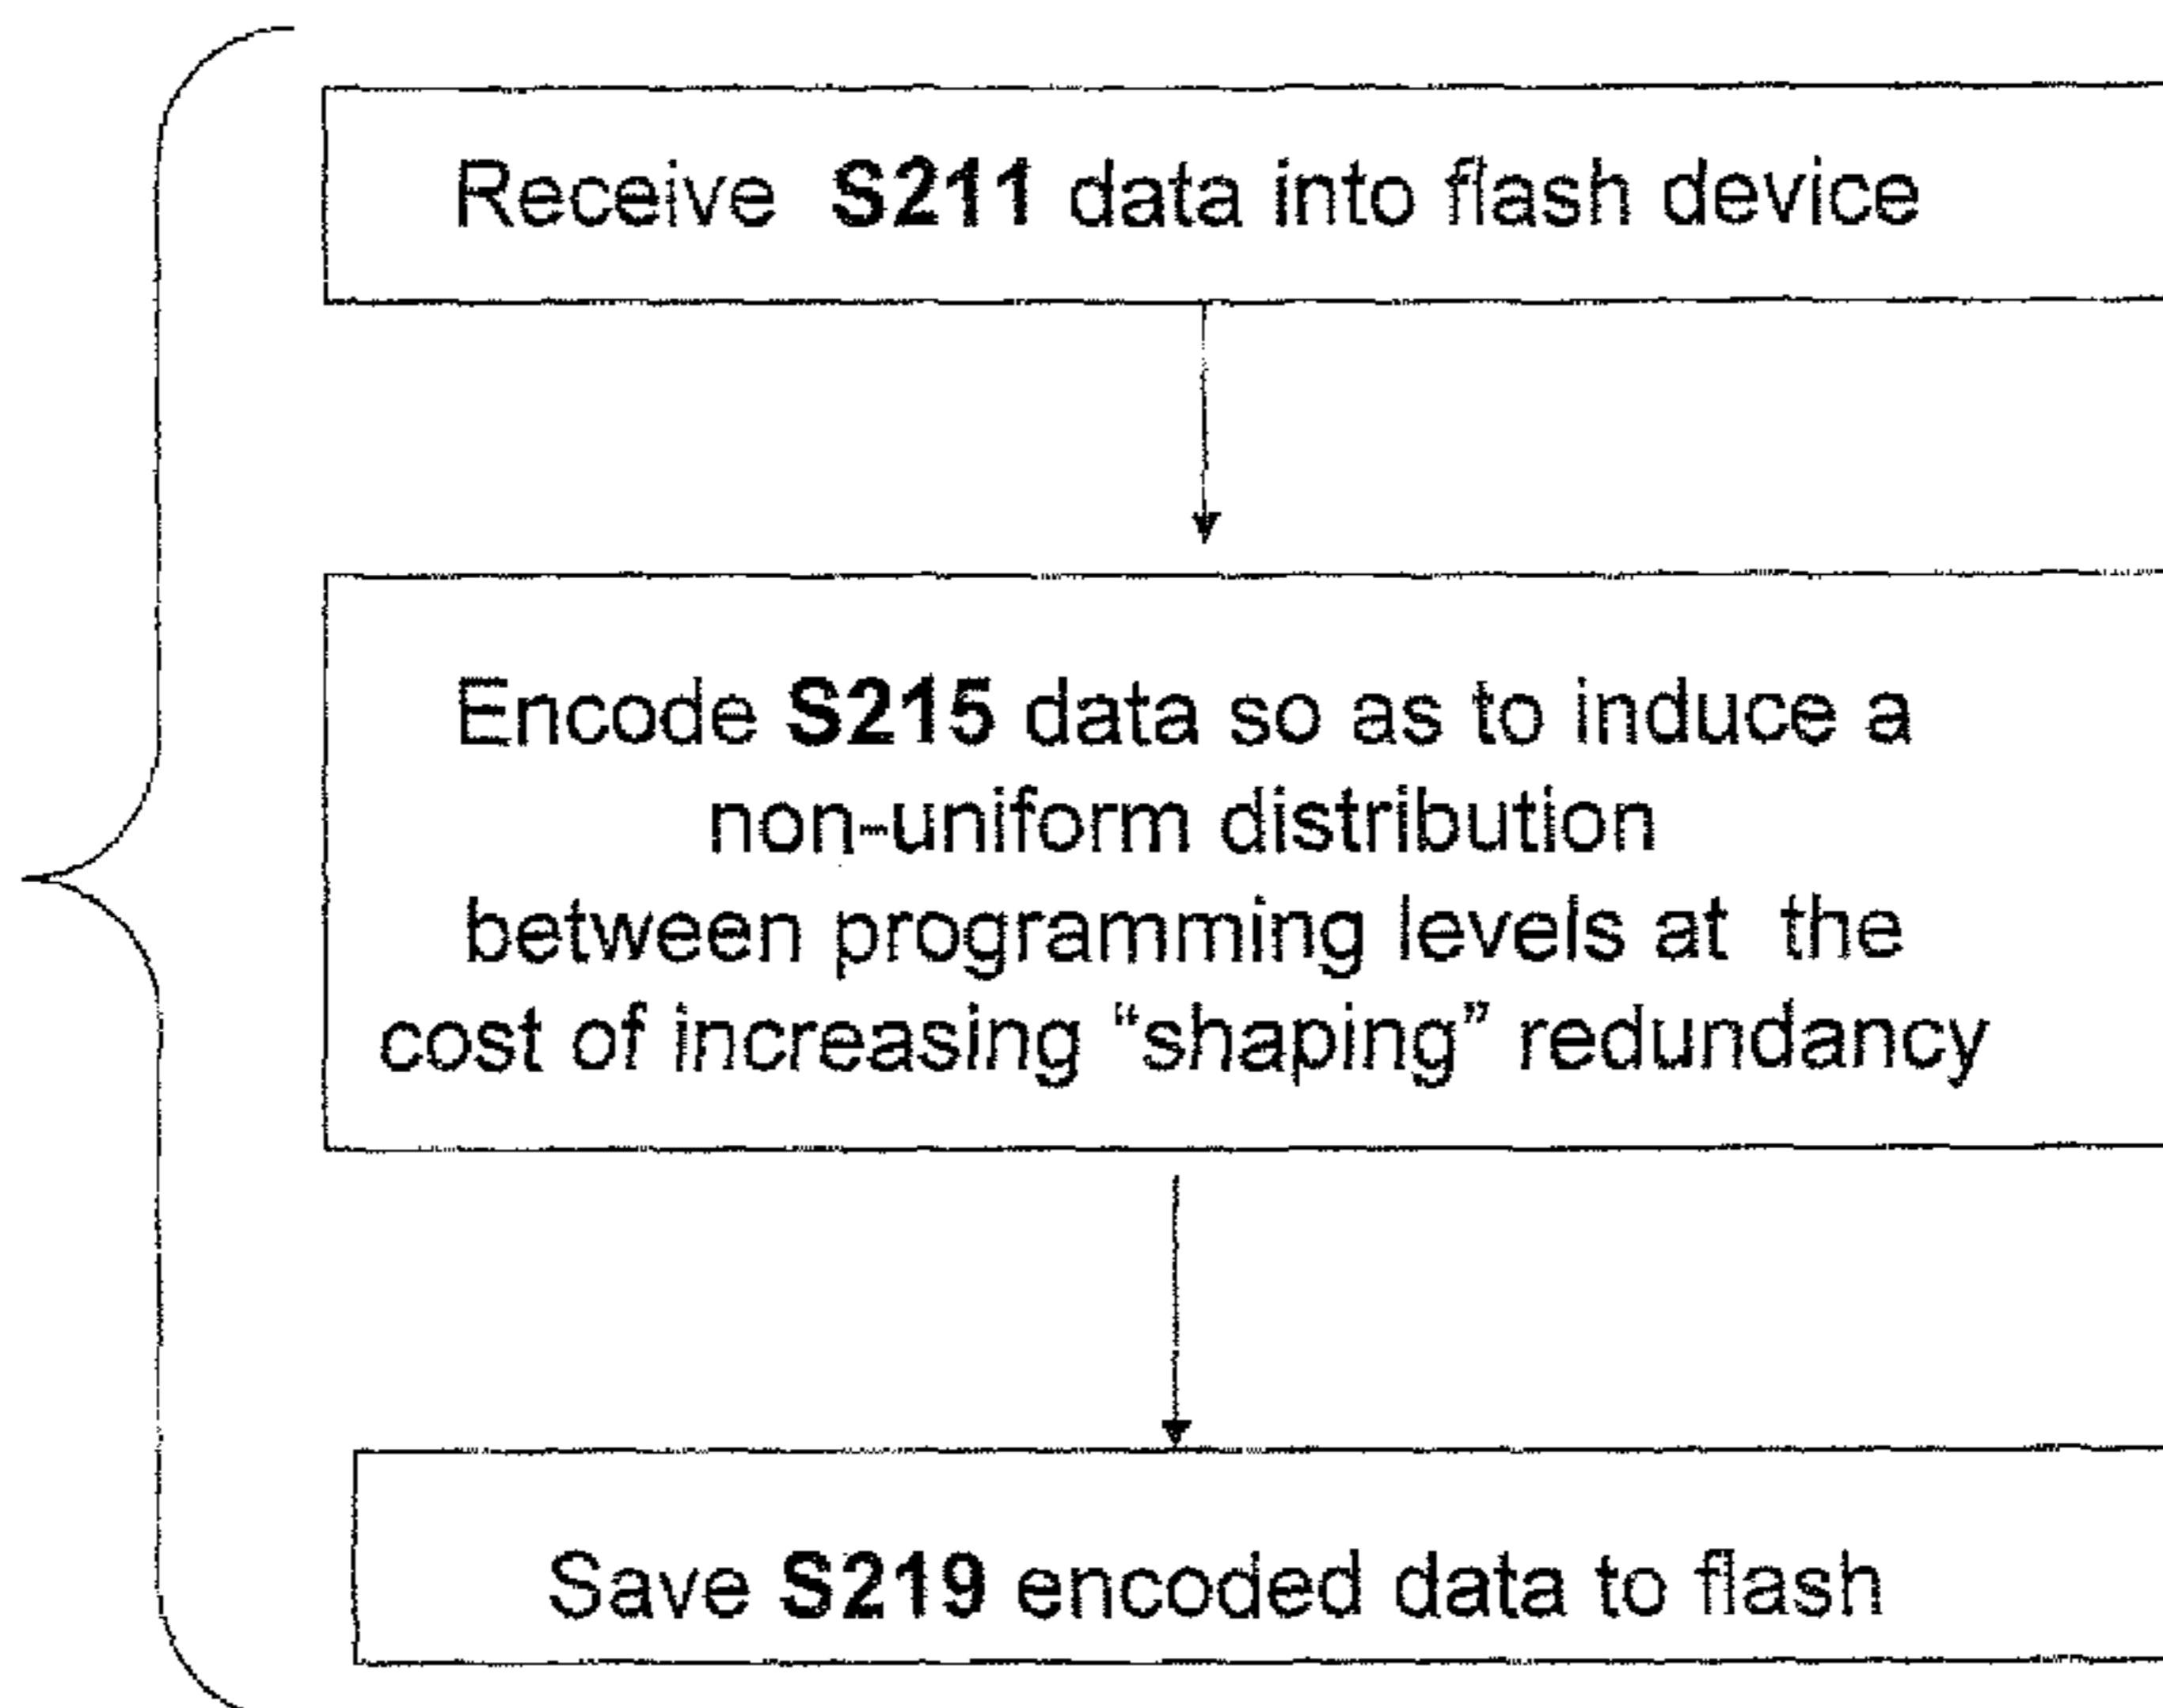 Receive S211 data into flash device
Encode S215 data so as to induce a
non-uniform distribution
between programming levels at the
cost of increasing “shaping” redundancy
Save S219 encoded data to flash